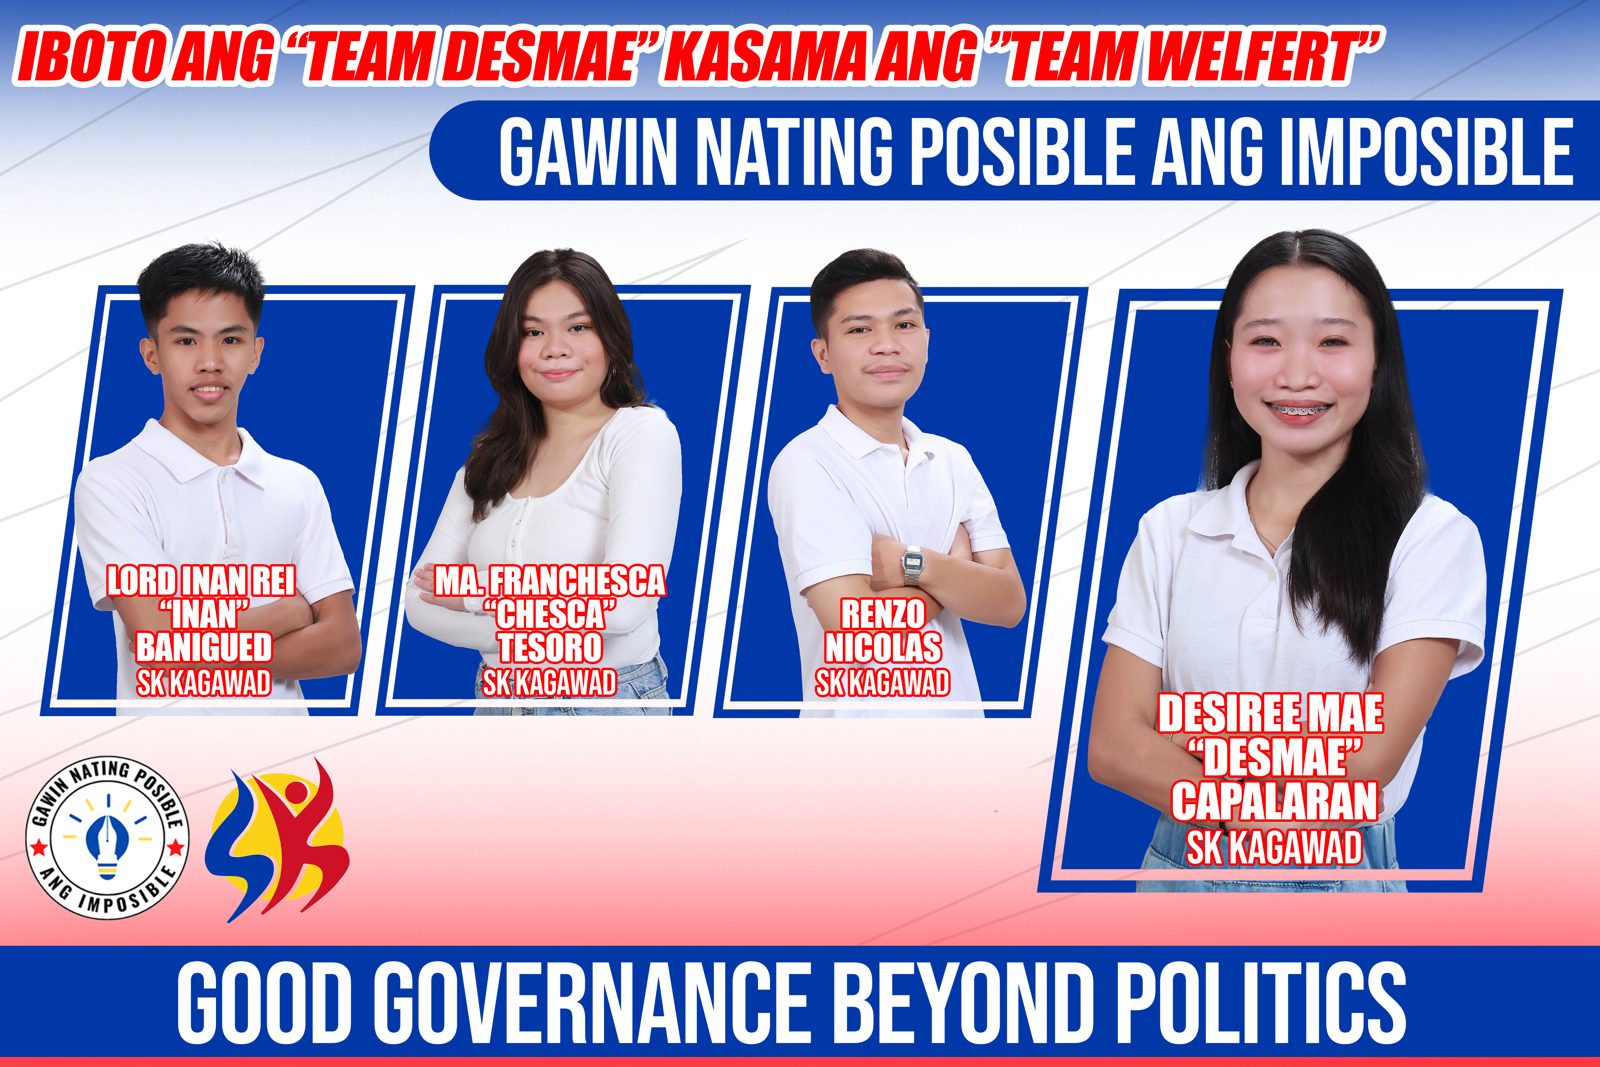 IBOTO ANG “TEAM DESMAE” KASAMA ANG ”TEAM WELFERT”
GAWIN NATING POSIBLE ANG IMPOSIBLE
LORD INAN REI
“INAN”
BANIGUED
SK KAGAWAD
MA. FRANCHESCA
“CHESCA”
TESORO
SK KAGAWAD
RENZO
NICOLAS
SK KAGAWAD
DESIREE MAE
“DESMAE”
CAPALARAN
SK KAGAWAD
GAWIN NATING POSIBLE
ANG IMPOSIBLE
SK
GOOD GOVERNANCE BEYOND POLITICS